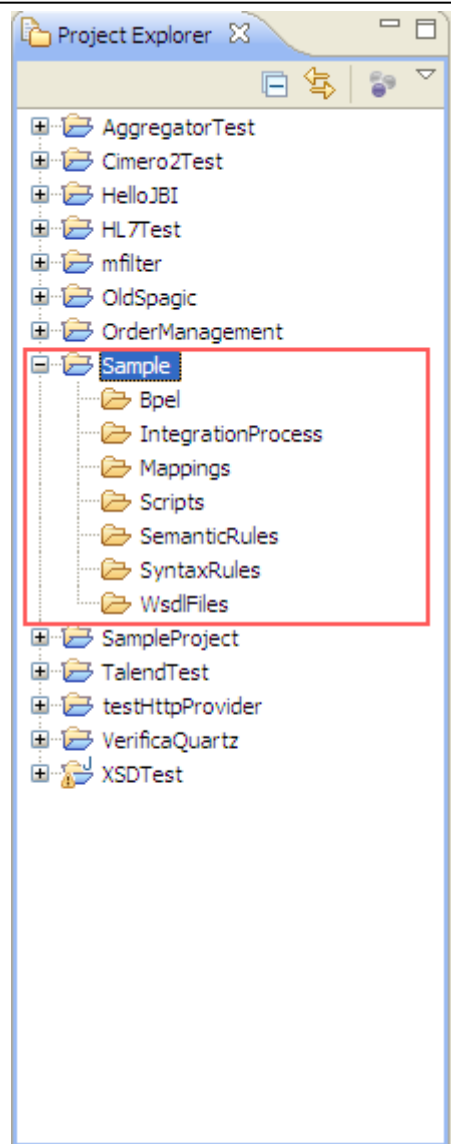 Project Explorer
AggregatorTest
Cimero2Test
HelloJBI
HL7Test
mfilter
OldSpagic
OrderManagement
Sample
Bpel
IntegrationProcess
Mappings
Scripts
SemanticRules
SyntaxRules
WsdlFiles
SampleProject
TalendTest
testHttpProvider
VerificaQuartz
XSDTest